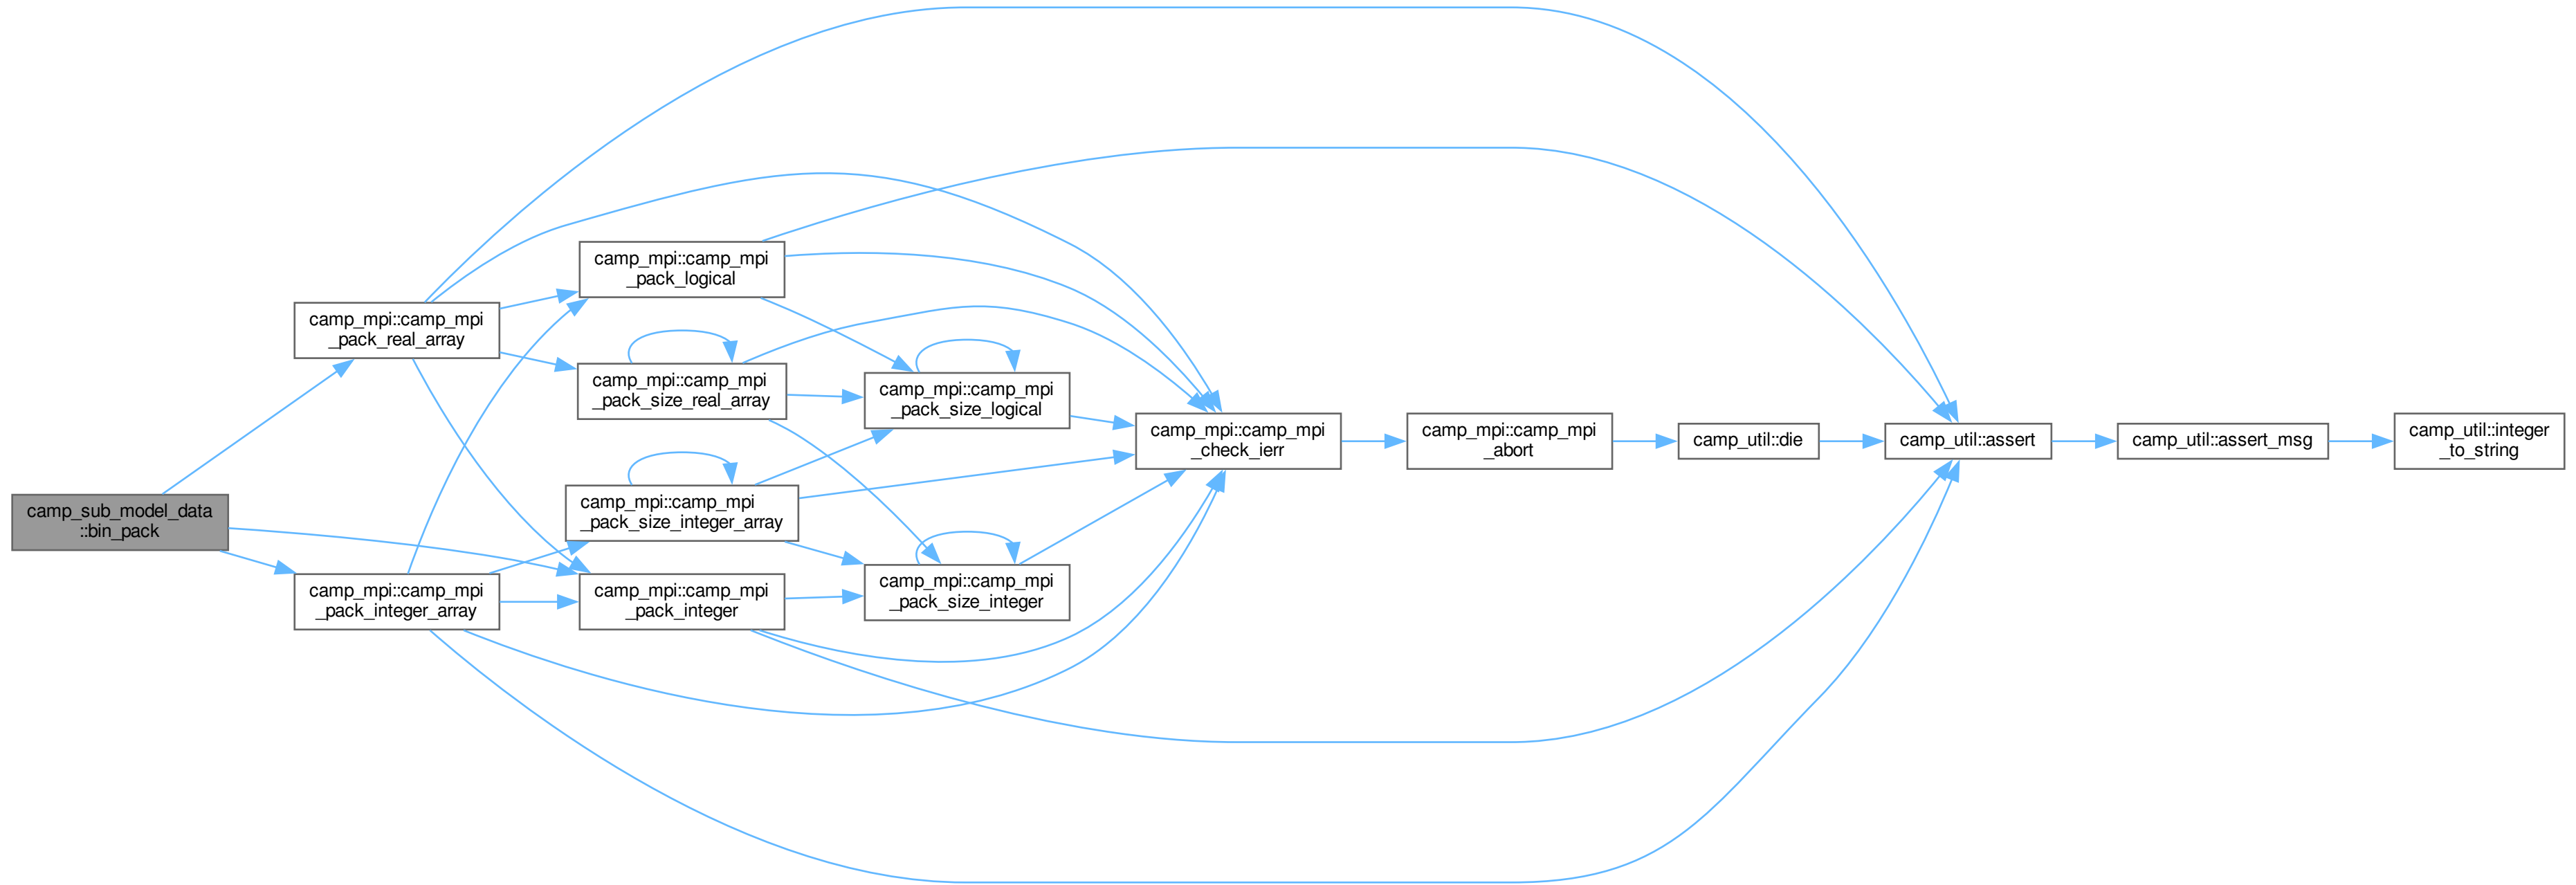 camp_sub_model_data
::bin_pack
camp_mpi::camp_mpi
_pack_real_array
camp_mpi::camp_mpi
_pack_integer_array
camp_mpi::camp_mpi
_pack_logical
camp_mpi::camp_mpi
_pack_size_real_array
camp_mpi::camp_mpi
_pack_size_integer_array
camp_mpi::camp_mpi
_pack_integer
camp_mpi::camp_mpi
_pack_size_logical
camp_mpi::camp_mpi
_pack_size_integer
camp_mpi::camp_mpi
_check_ierr
camp_mpi::camp_mpi
_abort
camp_util::die
camp_util::assert
camp_util::assert_msg
camp_util::integer
_to_string